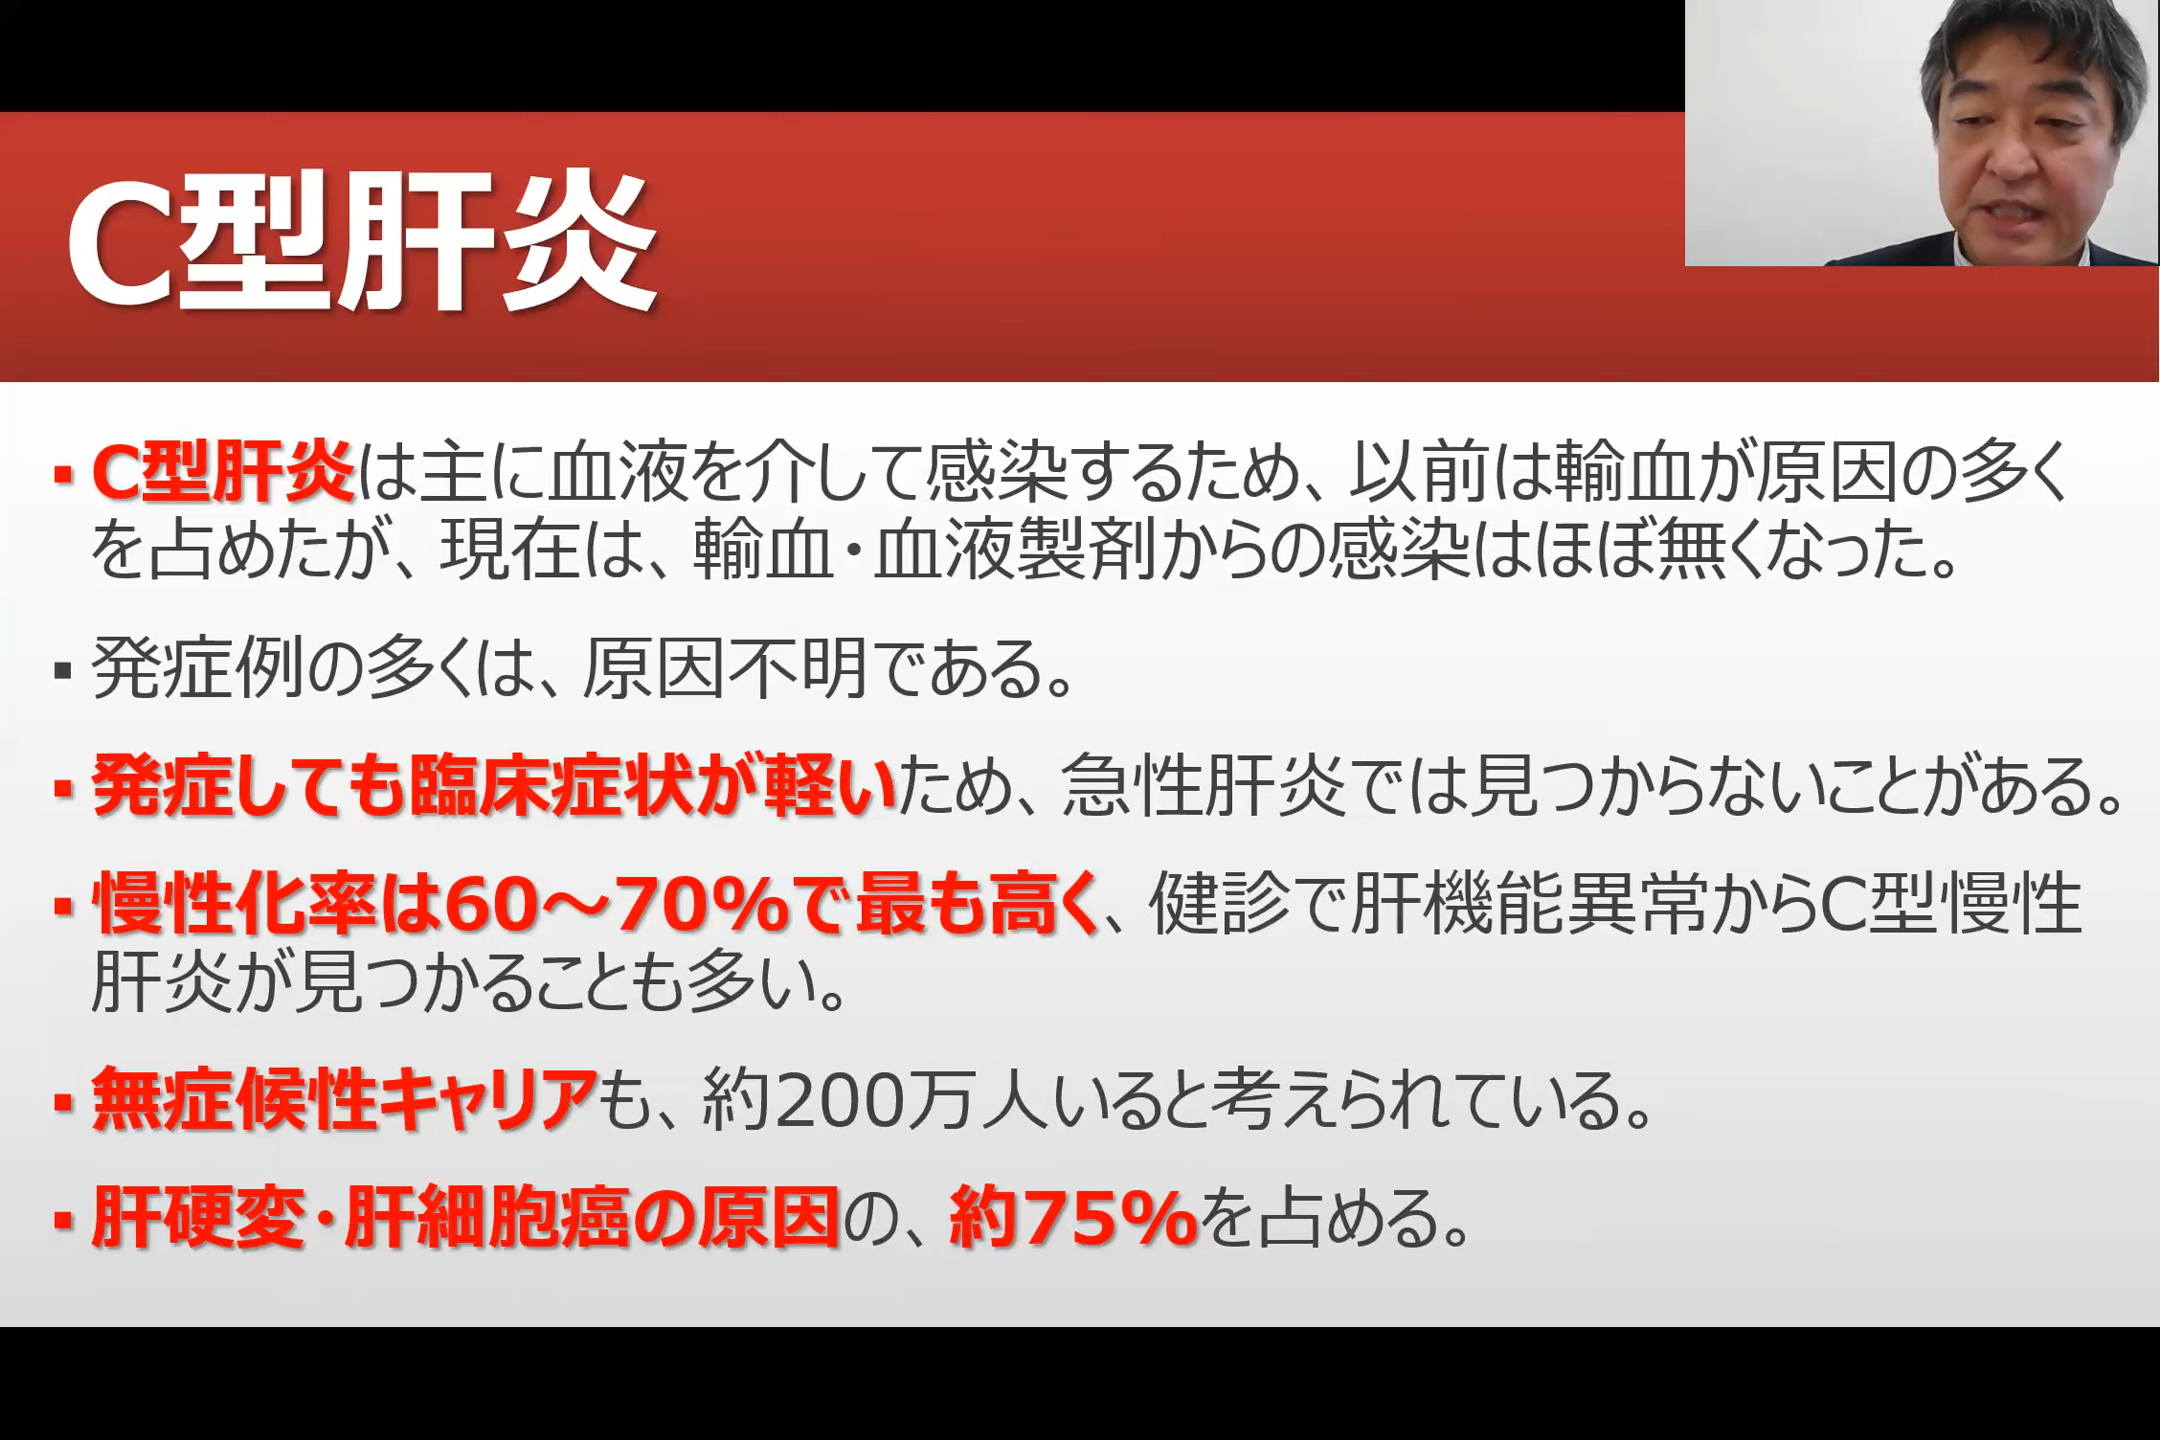 C型肝炎
▪C型肝炎は主に血液を介して感染するため、以前は輸血が原因の多く
を占めたが、現在は、輸血・血液製剤からの感染はほぼ無くなった。
▪発症例の多くは、原因不明である。
▪発症しても臨床症状が軽いため、急性肝炎では見つからないことがある。
▪慢性化率は60～70%で最も高く、健診で肝機能異常からC型慢性
肝炎が見つかることも多い。
▪無症候性キャリアも、約200万人いると考えられている。
▪肝硬変・肝細胞癌の原因の、約75%を占める。